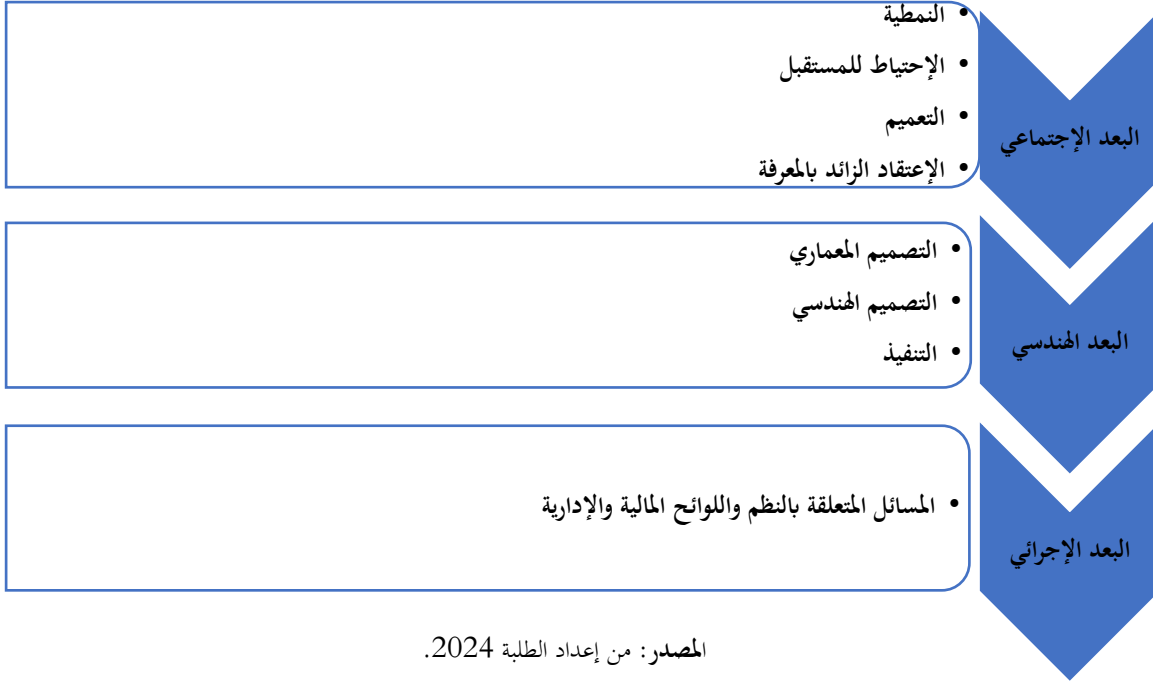 البعد الإجتماعي
• النمطية
• الإحتياط للمستقبل
• التعميم
• الإعتقاد الزائد بالمعرفة
البعد الهندسي
• التصميم المعماري
• التصميم الهندسي
• التنفيذ
البعد الإجرائي
• المسائل المتعلقة بالنظم واللوائح المالية والإدارية
المصدر: من إعداد الطلبة 2024.